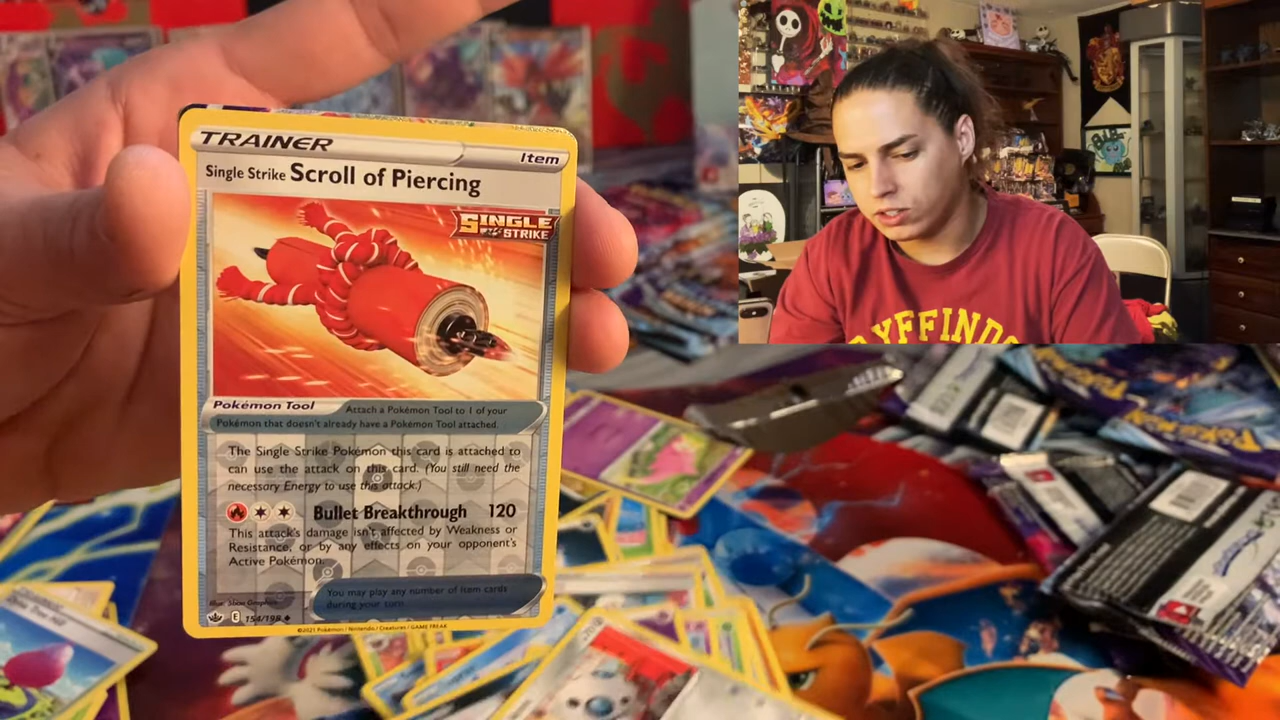 TRAINER
Item
Single Strike Scroll of Piercing
SINGLE
STRIKE
Pokémon Tool
Attach a Pokémon Tool to 1 of your
Pokémon that doesn't already have a Pokémon Tool attached.
The Single Strike Pokémon this card is attached to
can use the attack on this card. (You still need the
necessary Energy to use this attack.)
Bullet Breakthrough 120
This attack's damage isn't affected by Weakness or
Resistance, or by any effects on your opponent's
Active Pokémon.
You may play any number of item cards
during your turn.
E 154/198
©2021 Pokémon / Nintendo / Creatures / GAME FREAK
RYFFINDO